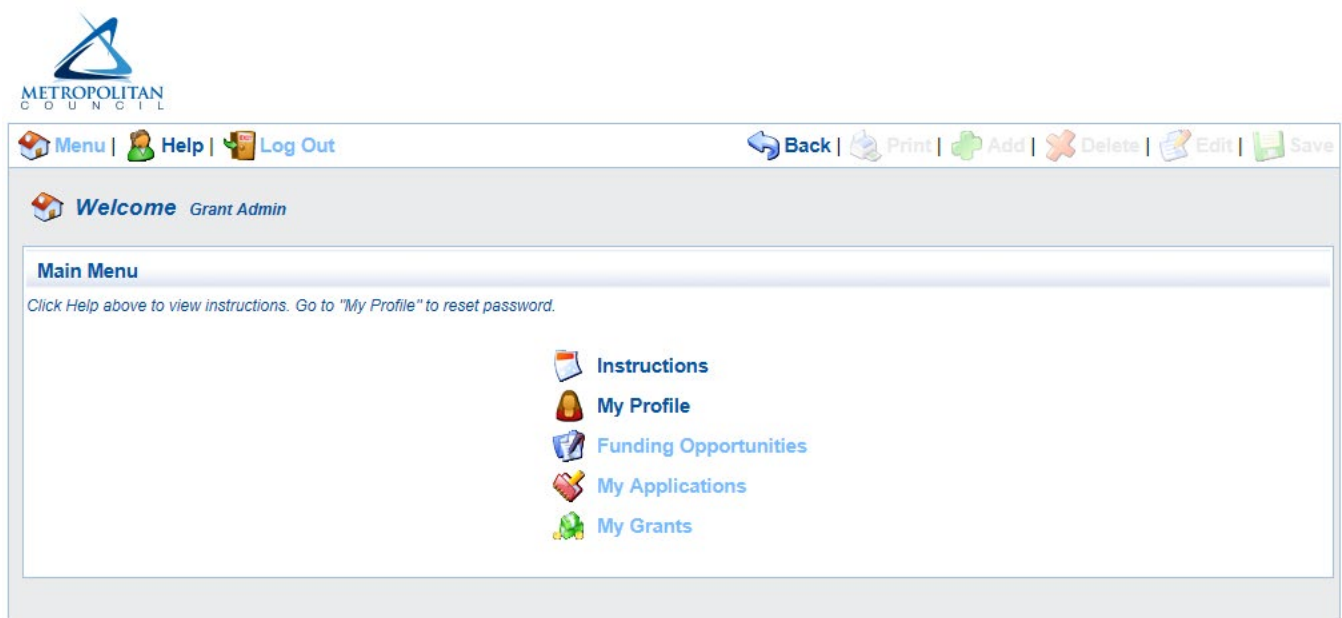 METROPOLITAN
COUNCIL
Menu | Help | Log Out
Back | Print | Add | Delete | Edit | Save
Welcome Grant Admin
Main Menu
Click Help above to view instructions. Go to "My Profile" to reset password.
Instructions
My Profile
Funding Opportunities
My Applications
My Grants